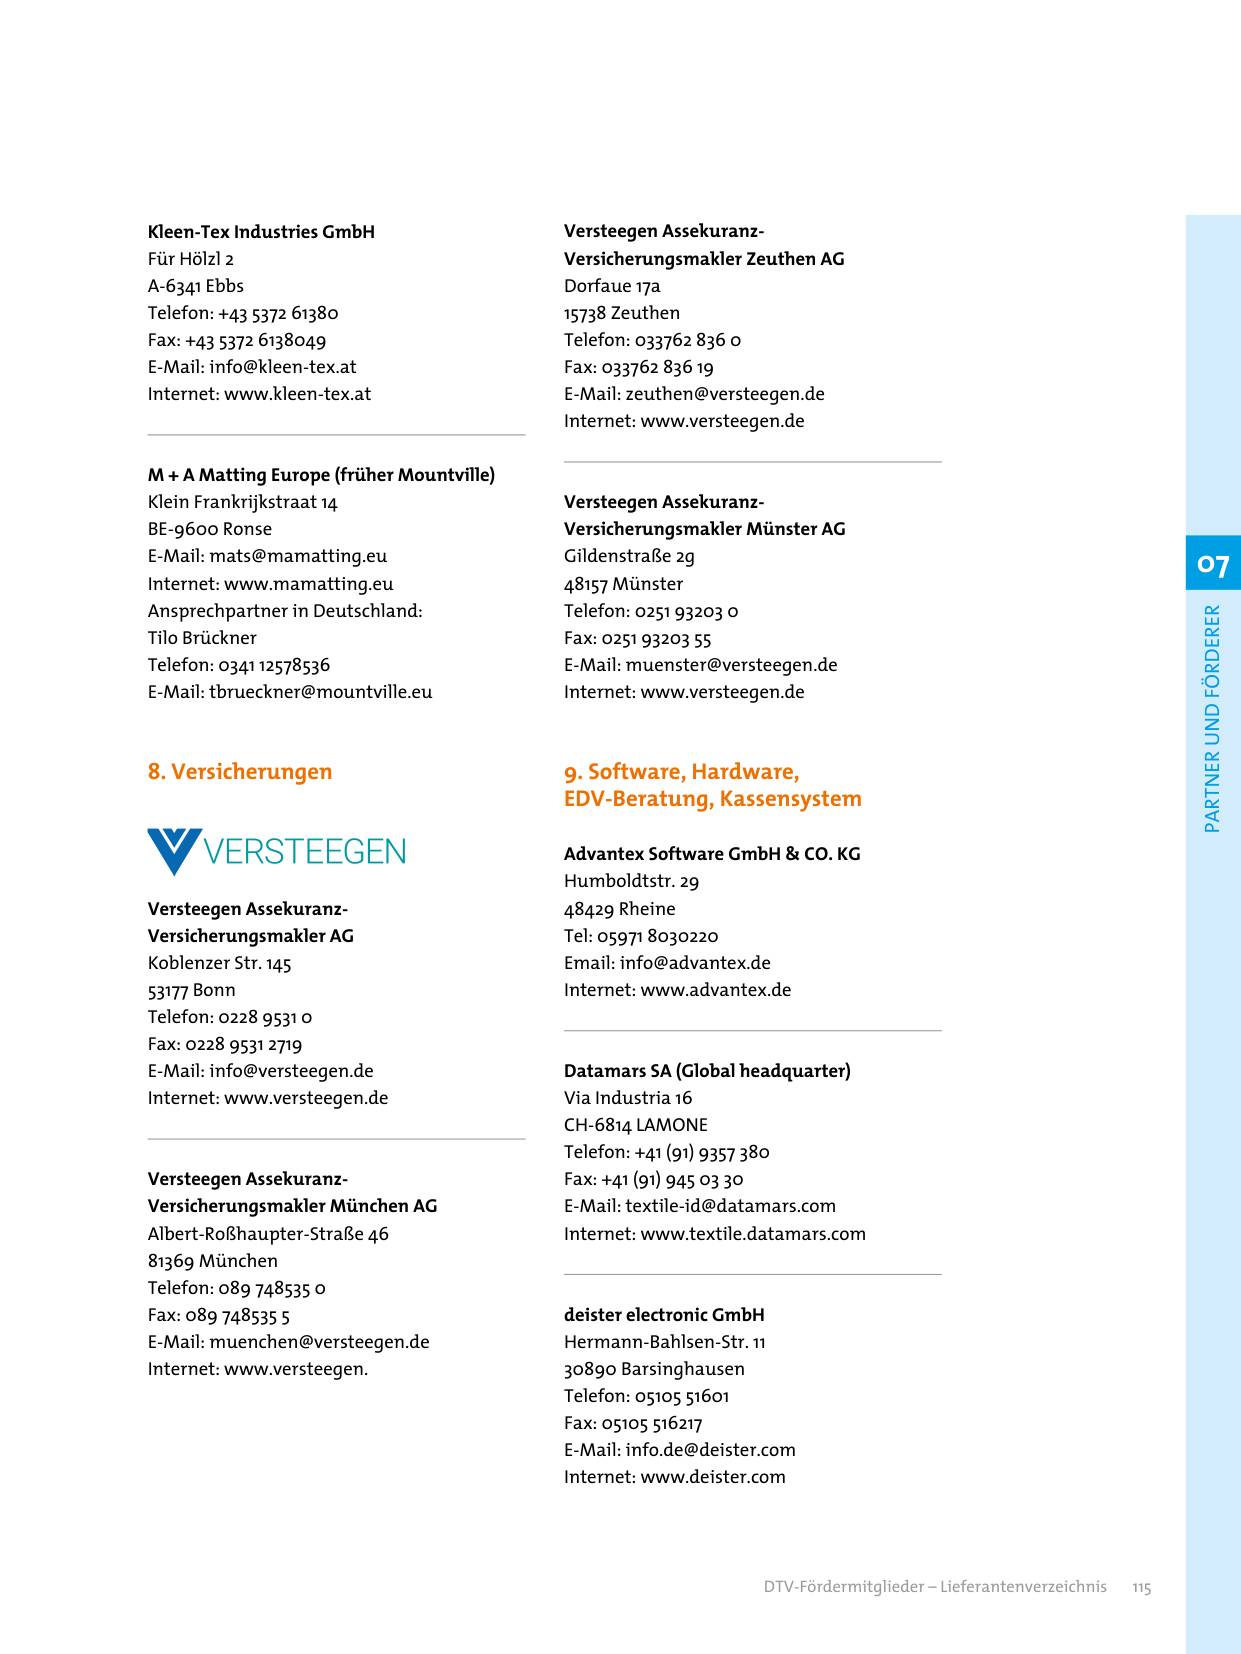 Kleen-Tex Industries GmbH
Für Hölzl 2
A-6341 Ebbs
Telefon: +43 5372 61380
Fax: +43 5372 6138049
E-Mail: info@kleen-tex.at
Internet: www.kleen-tex.at
M + A Matting Europe (früher Mountville)
Klein Frankrijkstraat 14
BE-9600 Ronse
E-Mail: mats@mamatting.eu
Internet: www.mamatting.eu
Ansprechpartner in Deutschland:
Tilo Brückner
Telefon: 0341 12578536
E-Mail: tbrueckner@mountville.eu
8. Versicherungen
VERSTEEGEN
Versteegen Assekuranz-
Versicherungsmakler AG
Koblenzer Str. 145
53177 Bonn
Telefon: 0228 9531 0
Fax: 0228 9531 2719
E-Mail: info@versteegen.de
Internet: www.versteegen.de
Versteegen Assekuranz-
Versicherungsmakler München AG
Albert-Roßhaupter-Straße 46
81369 München
Telefon: 089 748535 0
Fax: 089 748535 5
E-Mail: muenchen@versteegen.de
Internet: www.versteegen.
Versteegen Assekuranz-
Versicherungsmakler Zeuthen AG
Dorfaue 17a
15738 Zeuthen
Telefon: 033762 836 0
Fax: 033762 836 19
E-Mail: zeuthen@versteegen.de
Internet: www.versteegen.de
Versteegen Assekuranz-
Versicherungsmakler Münster AG
Gildenstraße 2g
48157 Münster
Telefon: 0251 93203 0
Fax: 0251 93203 55
E-Mail: muenster@versteegen.de
Internet: www.versteegen.de
9. Software, Hardware,
EDV-Beratung, Kassensystem
Advantex Software GmbH & CO. KG
Humboldtstr. 29
48429 Rheine
Tel: 05971 8030220
Email: info@advantex.de
Internet: www.advantex.de
Datamars SA (Global headquarter)
Via Industria 16
CH-6814 LAMONE
Telefon: +41 (91) 9357 380
Fax: +41 (91) 945 03 30
E-Mail: textile-id@datamars.com
Internet: www.textile.datamars.com
deister electronic GmbH
Hermann-Bahlsen-Str. 11
30890 Barsinghausen
Telefon: 05105 51601
Fax: 05105 516217
E-Mail: info.de@deister.com
Internet: www.deister.com
07
PARTNER UND FÖRDERER
DTV-Fördermitglieder – Lieferantenverzeichnis 115